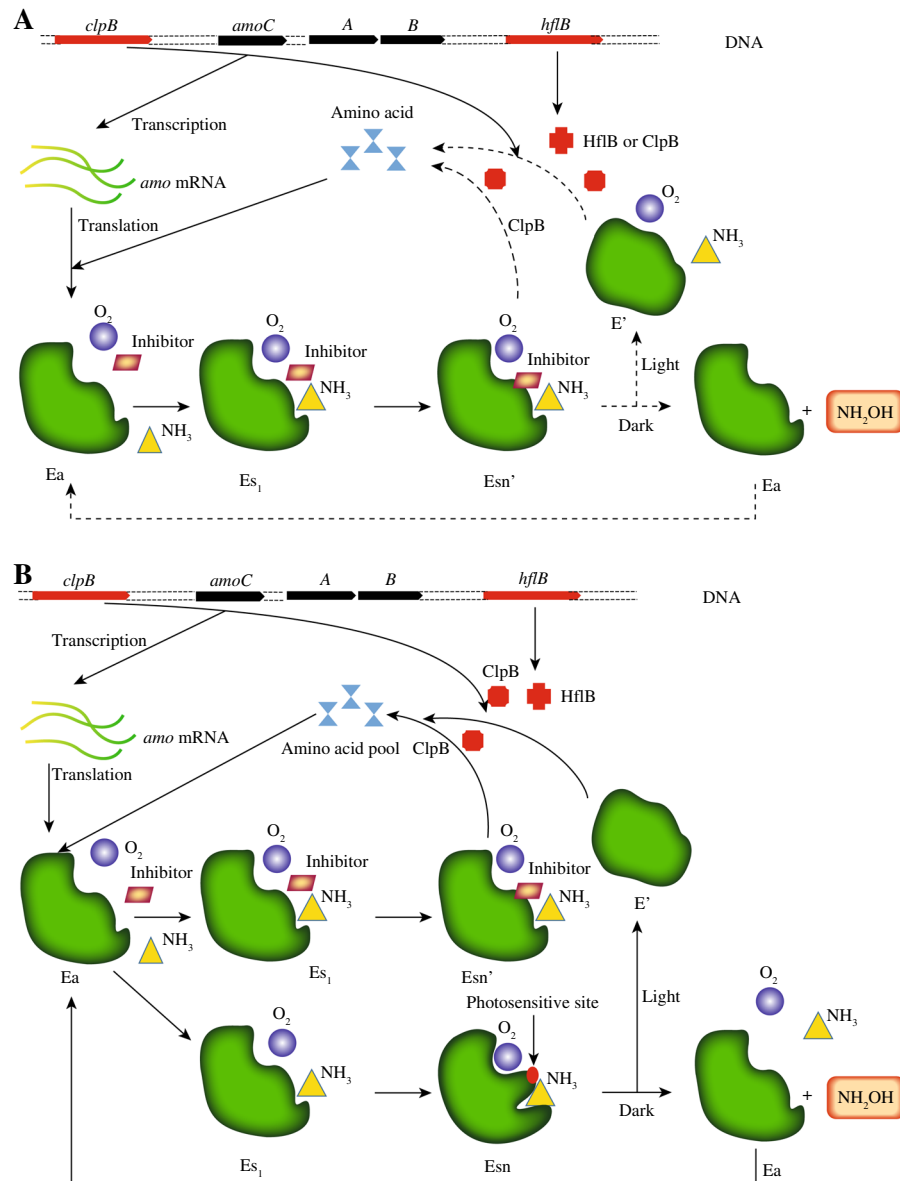 A
clpB amoC A B hflB
DNA
Transcription
Amino acid
HflB or ClpB
amo mRNA
O₂
Translation
ClpB
NH₃
E’
O₂ O₂ O₂
Inhibitor Inhibitor Inhibitor
Light
NH₃ NH₃ NH₃
Dark
+ NH₂OH
Ea Es₁ Esn’ Ea
B
clpB amoC A B hflB
DNA
Transcription
ClpB
HflB
amo mRNA
Amino acid pool
ClpB
Translation
O₂ O₂ O₂
Inhibitor Inhibitor Inhibitor
NH₃ NH₃ NH₃
E’
Ea Es₁ Esn’
Photosensitive site
Light
O₂ O₂ O₂
NH₃ NH₃ NH₃
Dark
+ NH₂OH
Es₁ Esn Ea